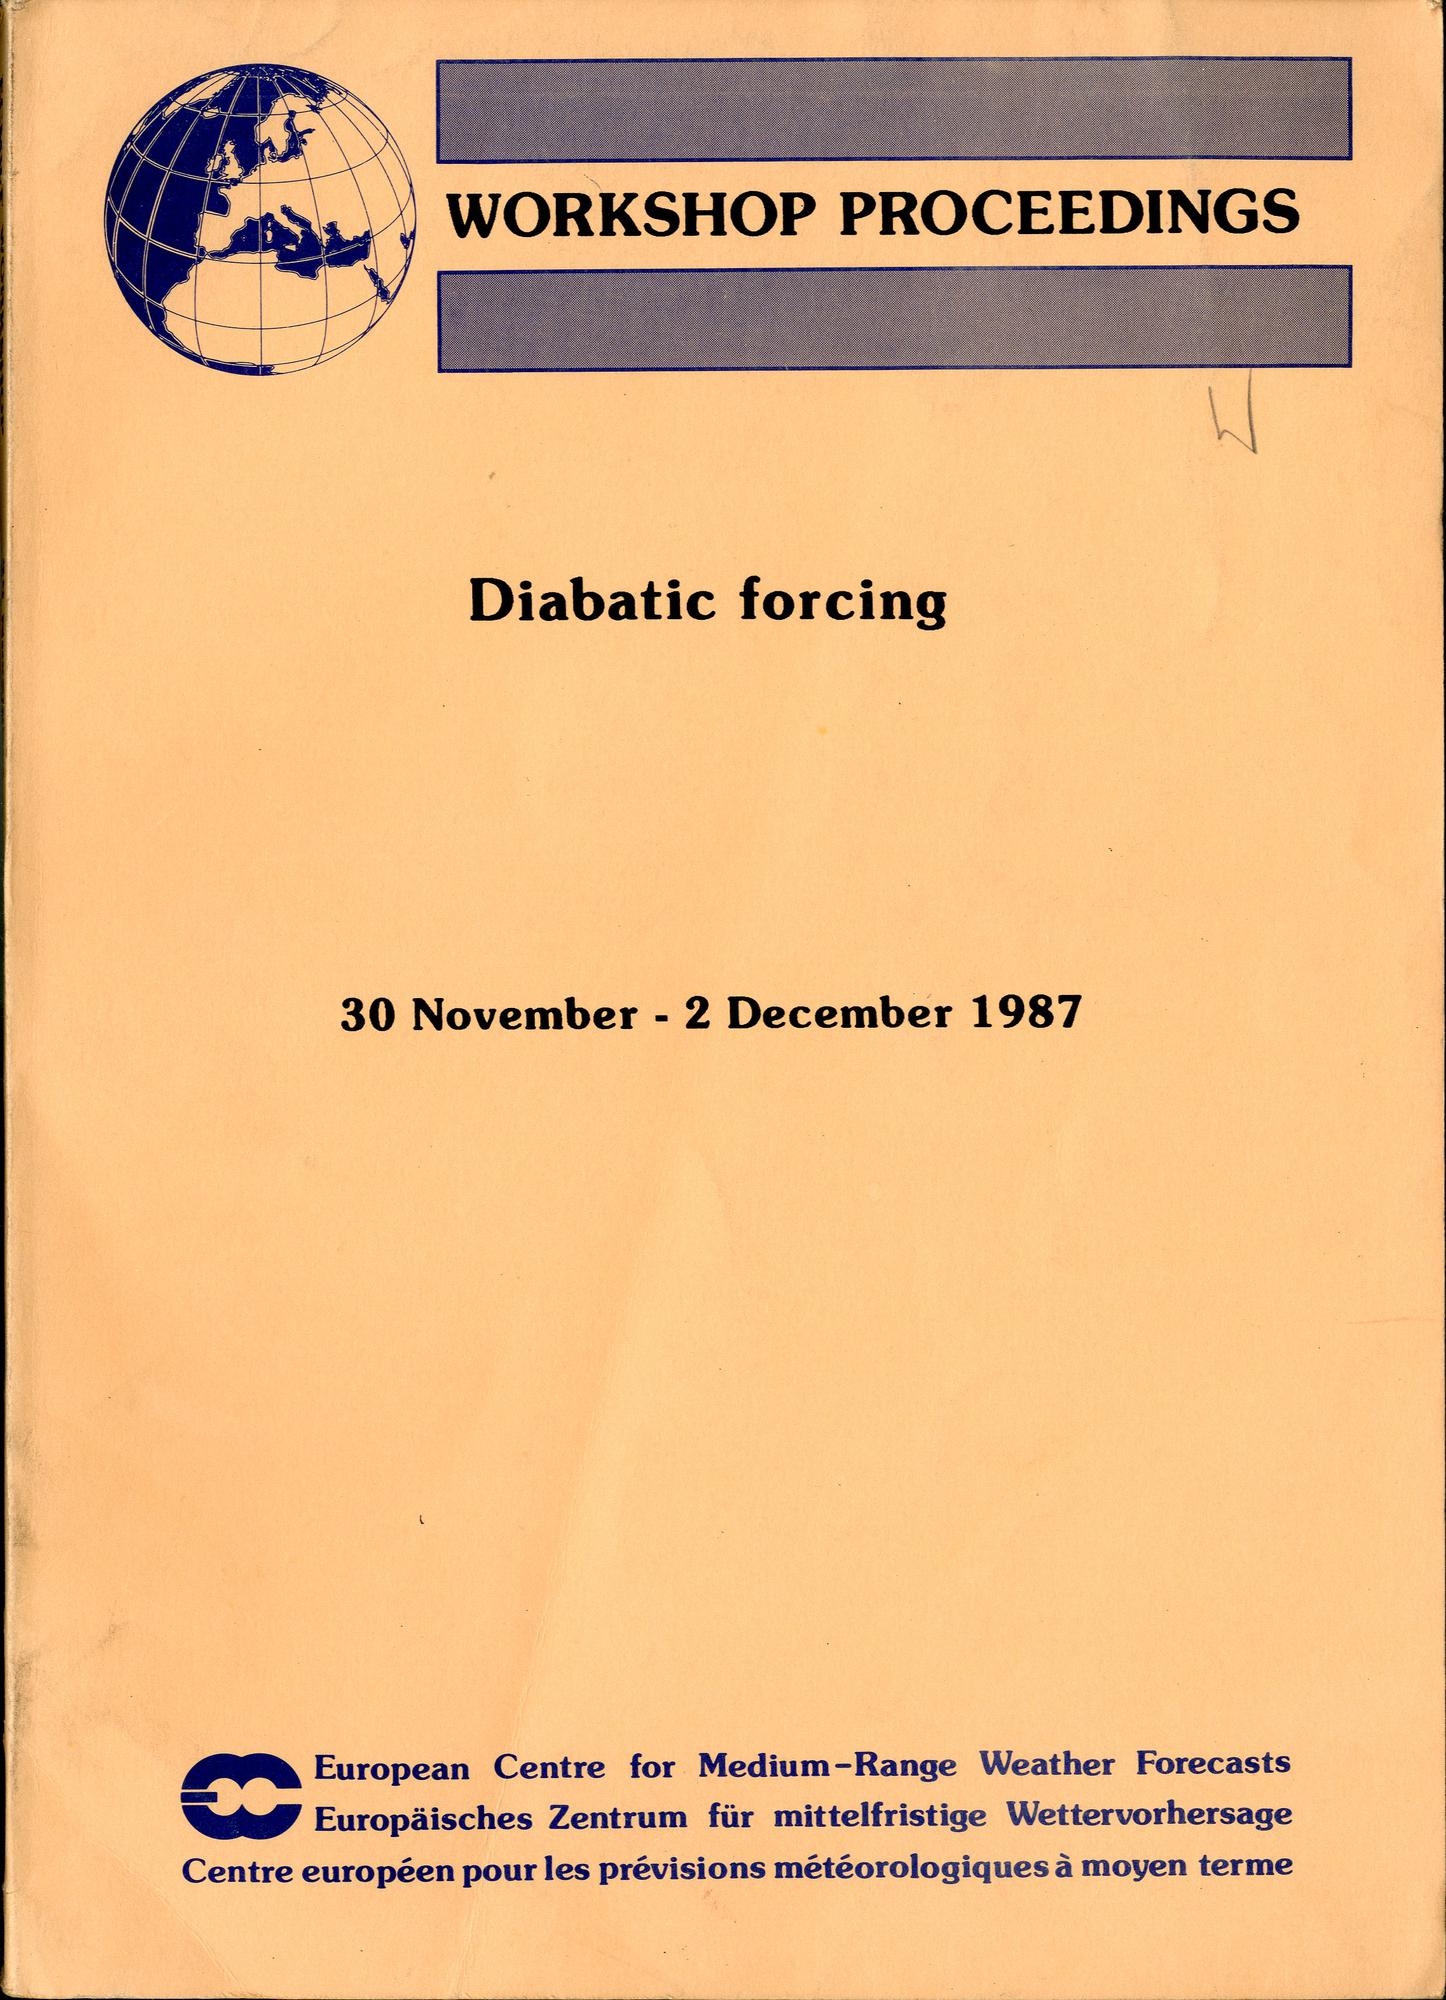 WORKSHOP PROCEEDINGS
W
Diabatic forcing
30 November - 2 December 1987
European Centre for Medium-Range Weather Forecasts
Europäisches Zentrum für mittelfristige Wettervorhersage
Centre européen pour les prévisions météorologiques à moyen terme